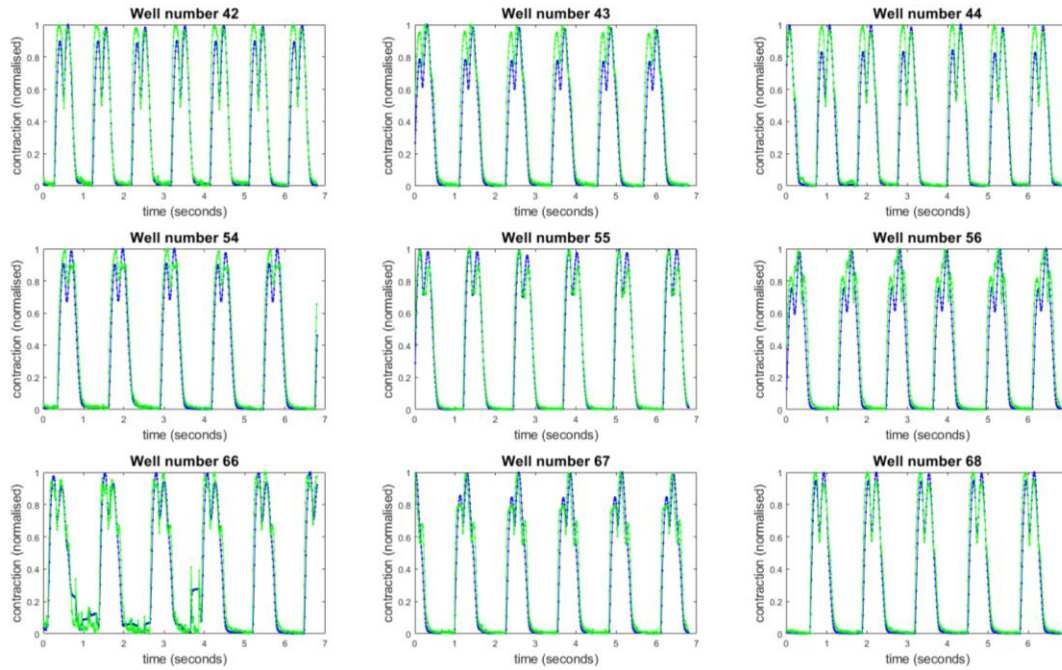 Well number 42
1
0.8
0.6
0.4
0.2
0
contraction (normalised)
0 1 2 3 4 5 6 7
time (seconds)
Well number 43
1
0.8
0.6
0.4
0.2
0
contraction (normalised)
0 1 2 3 4 5 6 7
time (seconds)
Well number 44
1
0.8
0.6
0.4
0.2
0
contraction (normalised)
0 1 2 3 4 5 6
time (seconds)
Well number 54
1
0.8
0.6
0.4
0.2
0
contraction (normalised)
0 1 2 3 4 5 6 7
time (seconds)
Well number 55
1
0.8
0.6
0.4
0.2
0
contraction (normalised)
0 1 2 3 4 5 6 7
time (seconds)
Well number 56
1
0.8
0.6
0.4
0.2
0
contraction (normalised)
0 1 2 3 4 5 6
time (seconds)
Well number 66
1
0.8
0.6
0.4
0.2
0
contraction (normalised)
0 1 2 3 4 5 6 7
time (seconds)
Well number 67
1
0.8
0.6
0.4
0.2
0
contraction (normalised)
0 1 2 3 4 5 6 7
time (seconds)
Well number 68
1
0.8
0.6
0.4
0.2
0
contraction (normalised)
0 1 2 3 4 5 6
time (seconds)